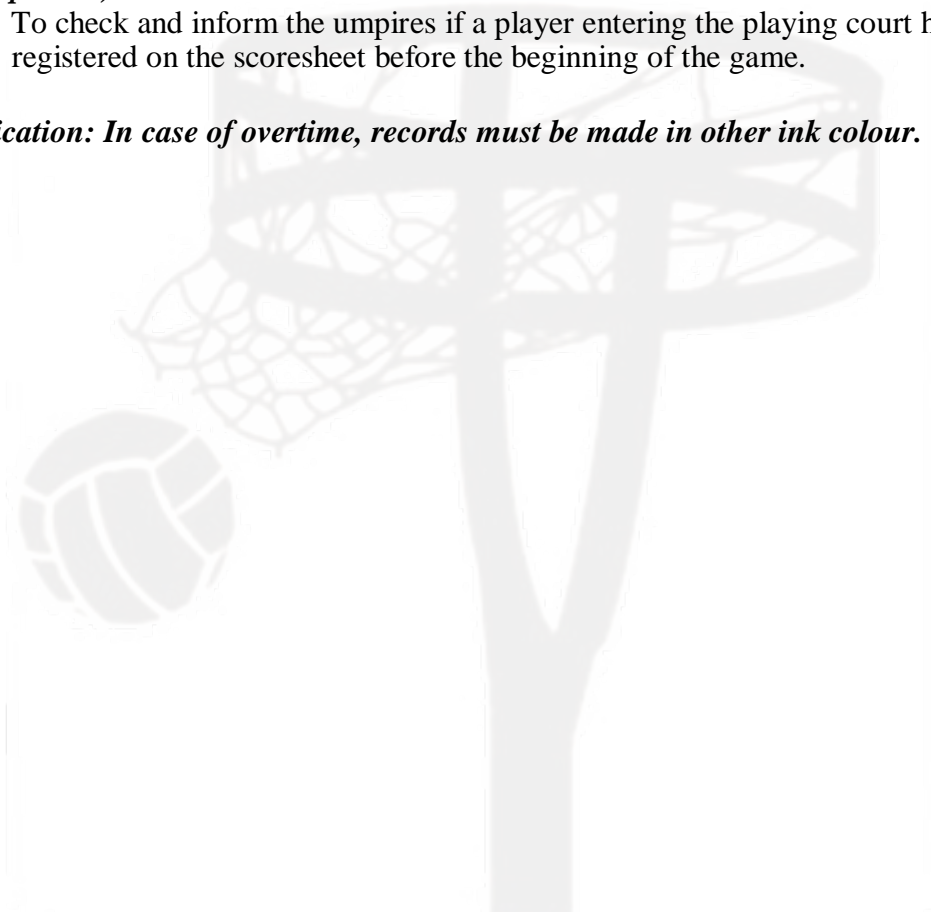 To check and inform the umpires if a player entering the playing court
registered on the scoresheet before the beginning of the game.
ication: In case of overtime, records must be made in other ink colour.